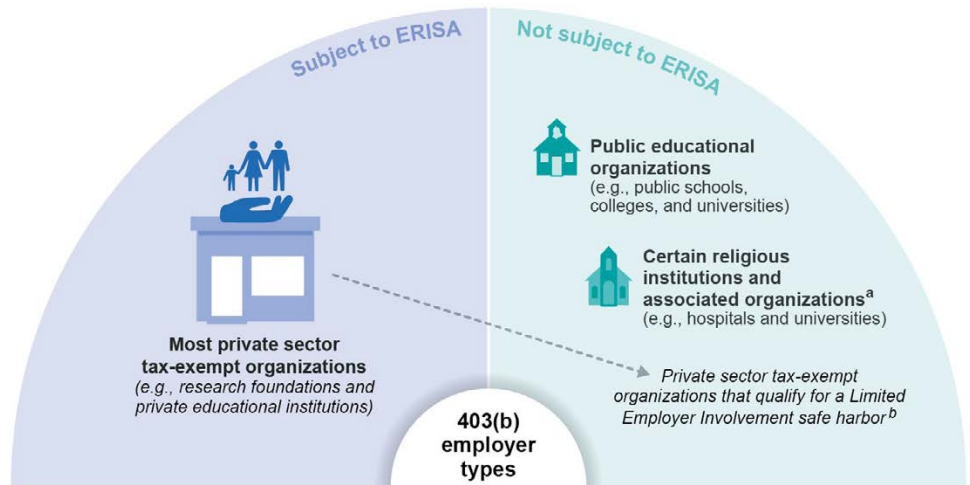 Subject to ERISA
Not subject to ERISA
Public educational
organizations
(e.g., public schools,
colleges, and universities)
Certain religious
institutions and
associated organizationsª
(e.g., hospitals and universities)
Most private sector
tax-exempt organizations
(e.g., research foundations and
private educational institutions)
Private sector tax-exempt
organizations that qualify for a Limited
Employer Involvement safe harborᵇ
403(b)
employer
types